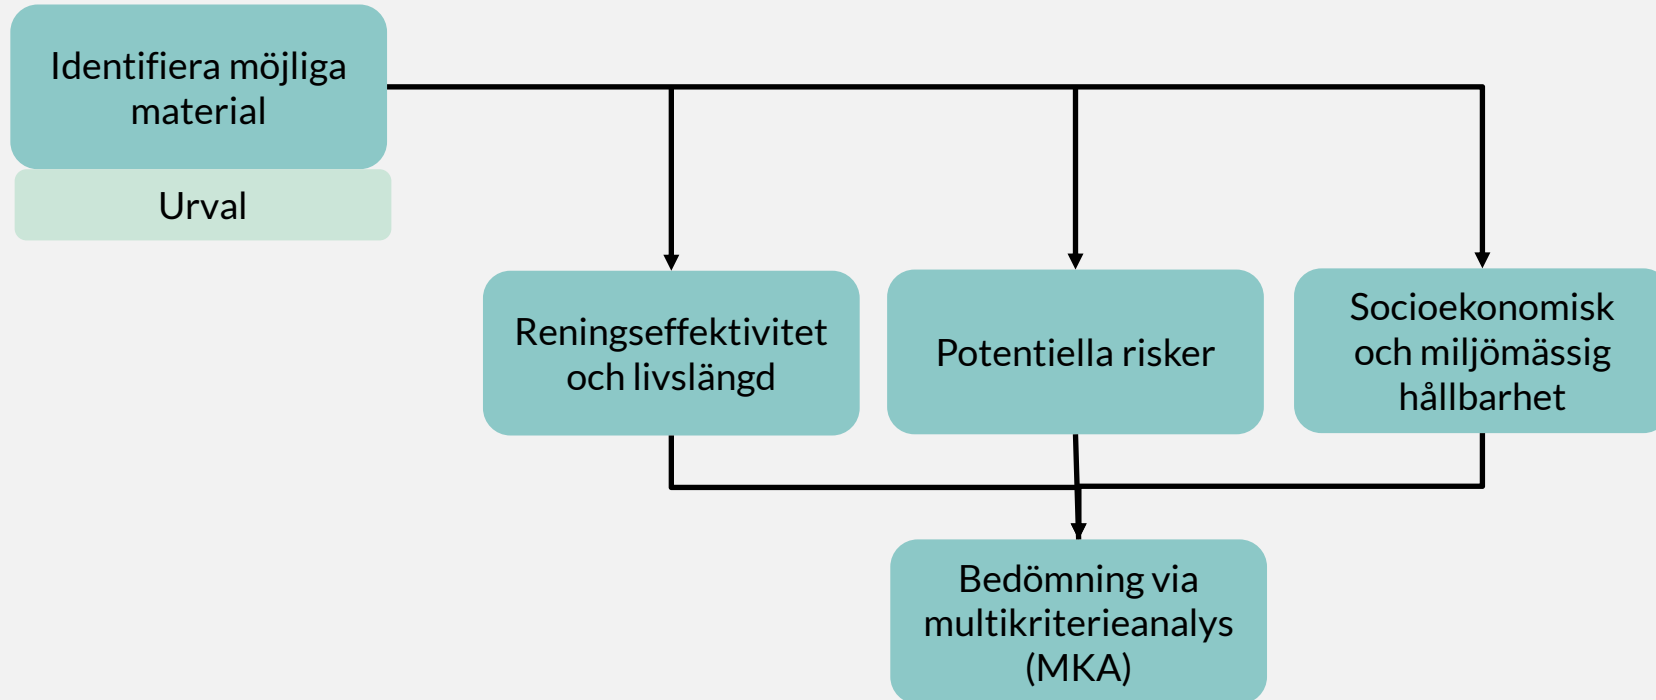 Identifiera möjliga
material
Urval
Reningseffektivitet
och livslängd
Potentiella risker
Socioekonomisk
och miljömässig
hållbarhet
Bedömning via
multikriterieanalys
(MKA)